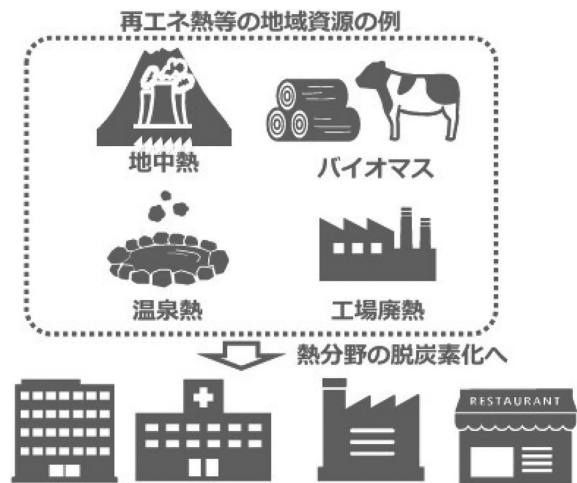 再エネ熱等の地域資源の例
地中熱
バイオマス
温泉熱
工場廃熱
熱分野の脱炭素化へ
RESTAURANT